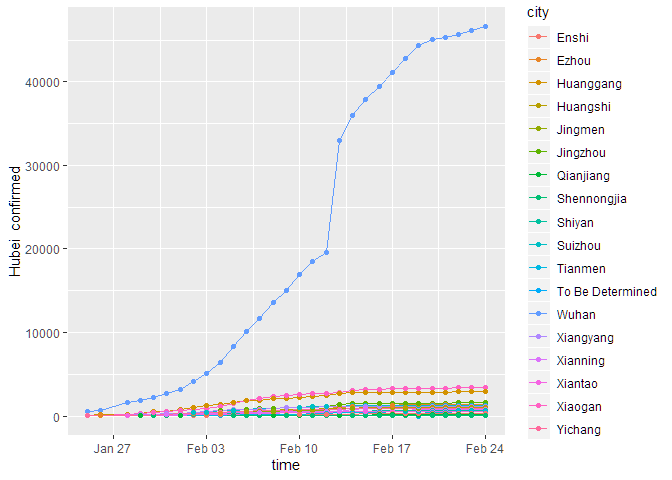 city
Enshi
Ezhou
Huanggang
Huangshi
Jingmen
Jingzhou
Qianjiang
Shennongjia
Shiyan
Suizhou
Tianmen
To Be Determined
Wuhan
Xiangyang
Xianning
Xiantao
Xiaogan
Yichang
Hubei confirmed
40000
30000
20000
10000
0
Jan 27
Feb 03
Feb 10
Feb 17
Feb 24
time